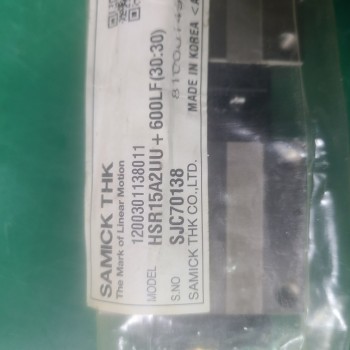 SAMICK THK
The Mark of Linear Motion
1200301138011
MODEL HSR15A2UU + 600LF(30:30)
S.NO SJC70138
SAMICK THK CO.,LTD.
MADE IN KOREA <A